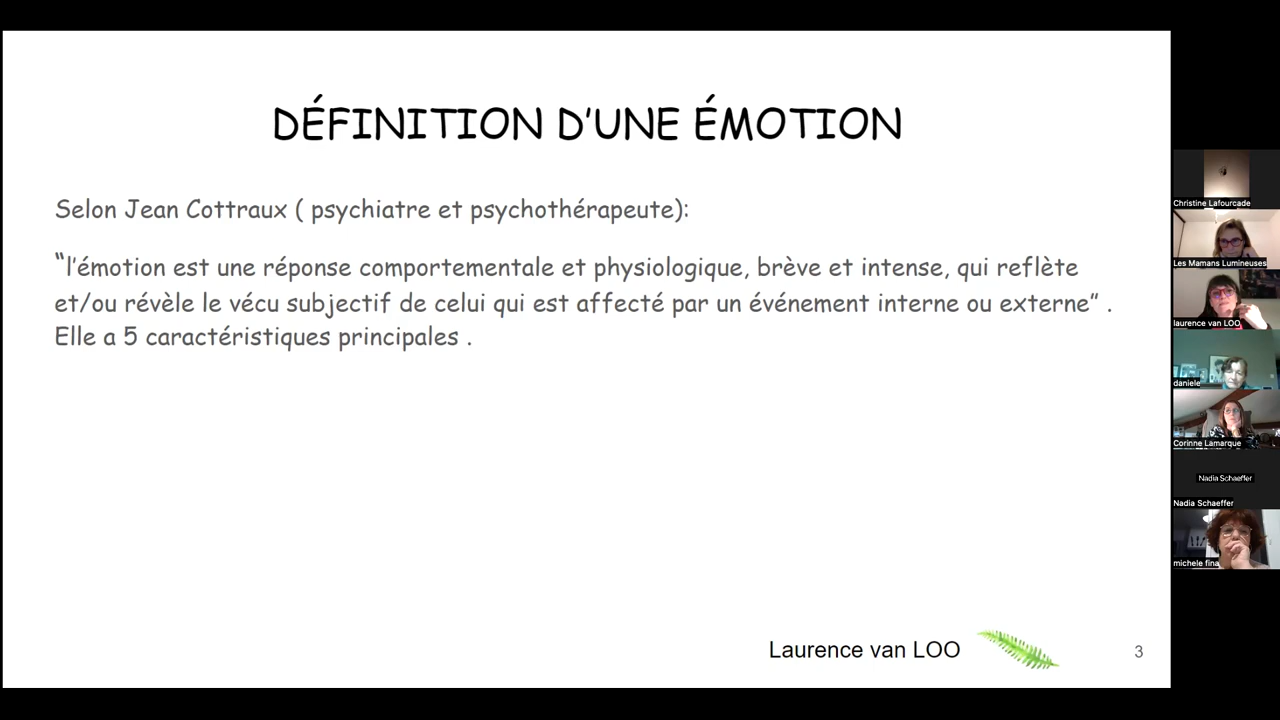 DÉFINITION D'UNE ÉMOTION
Selon Jean Cottraux ( psychiatre et psychothérapeute):
“l'émotion est une réponse comportementale et physiologique, brève et intense, qui reflète
et/ou révèle le vécu subjectif de celui qui est affecté par un événement interne ou externe” .
Elle a 5 caractéristiques principales .
Laurence van LOO
3
Christine Lafourcade
Les Mamans Lumineuses
laurence van LOO
daniele
Corinne Lamarque
Nadia Schaeffer
Nadia Schaeffer
michele fina